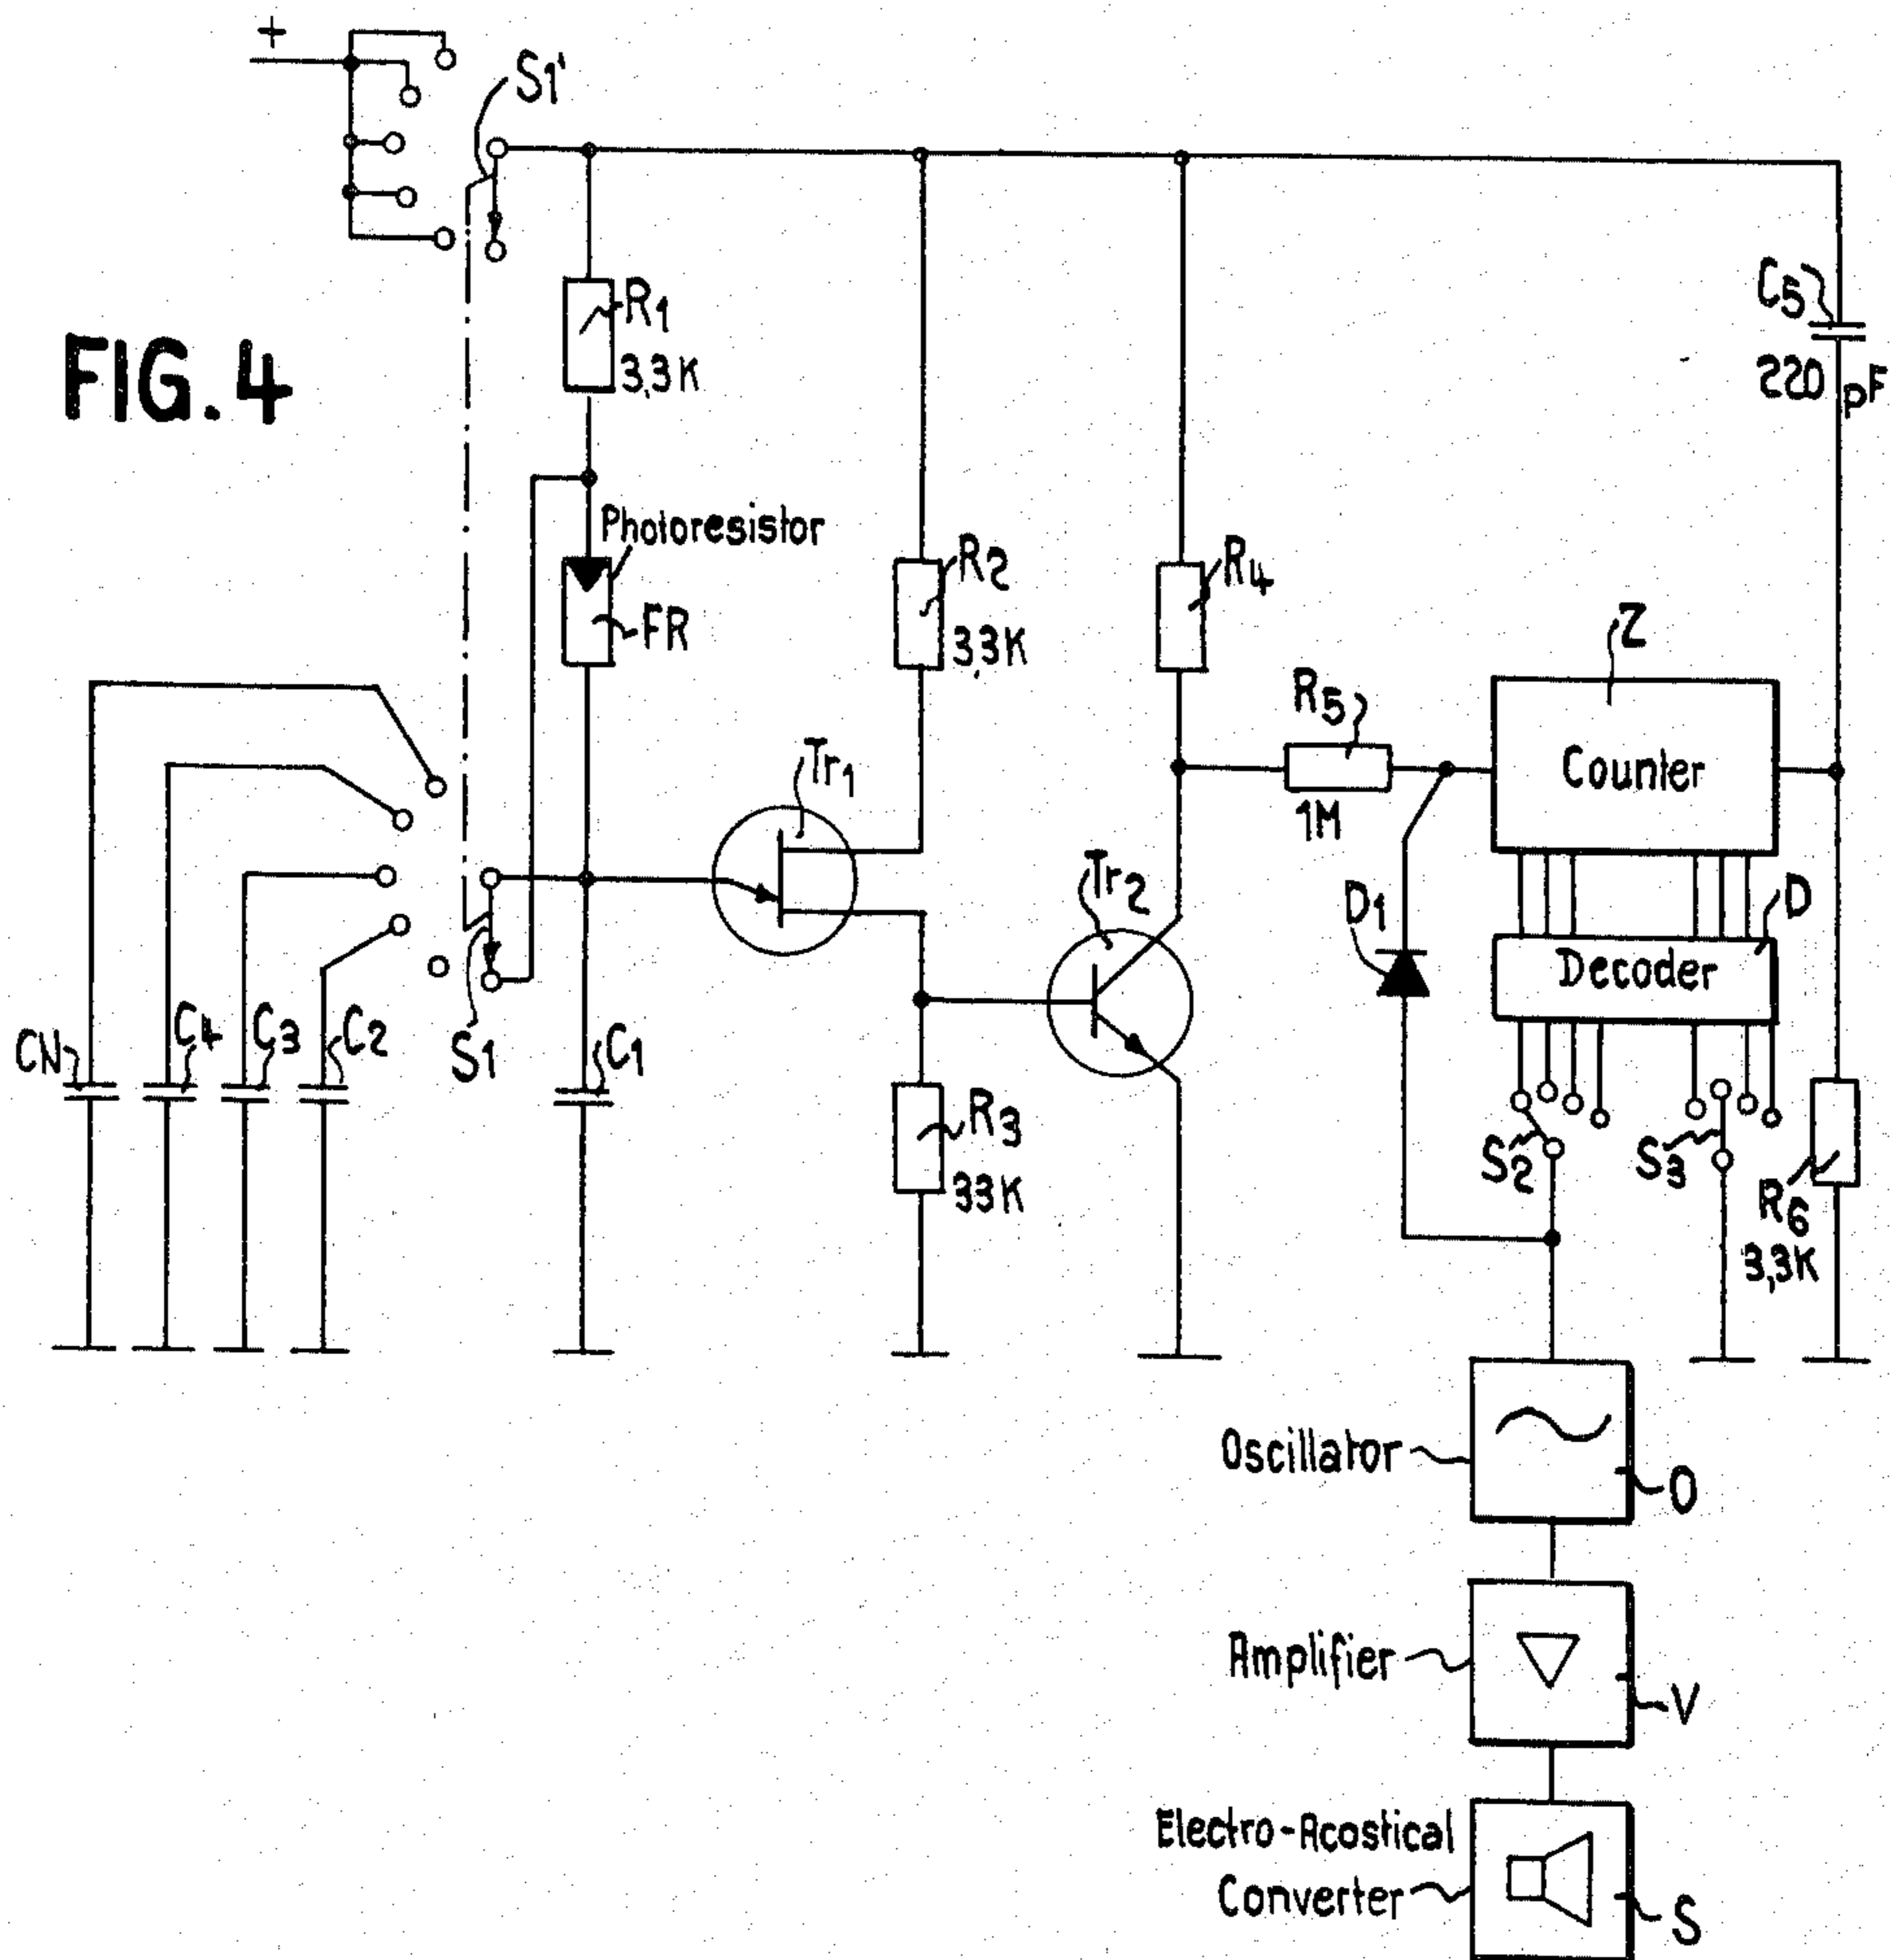 +
S1'
FIG. 4
R1
3,3K
C5
220 pF
Photoresistor
FR
R2
3,3K
R4
Z
Counter
R5
1M
Tr1
Tr2
D1
D
Decoder
CN
C4
C3
C2
S1
C1
R3
33K
S2
S3
R6
3,3K
Oscillator
O
Amplifier
V
Electro-Acostical
Converter
S